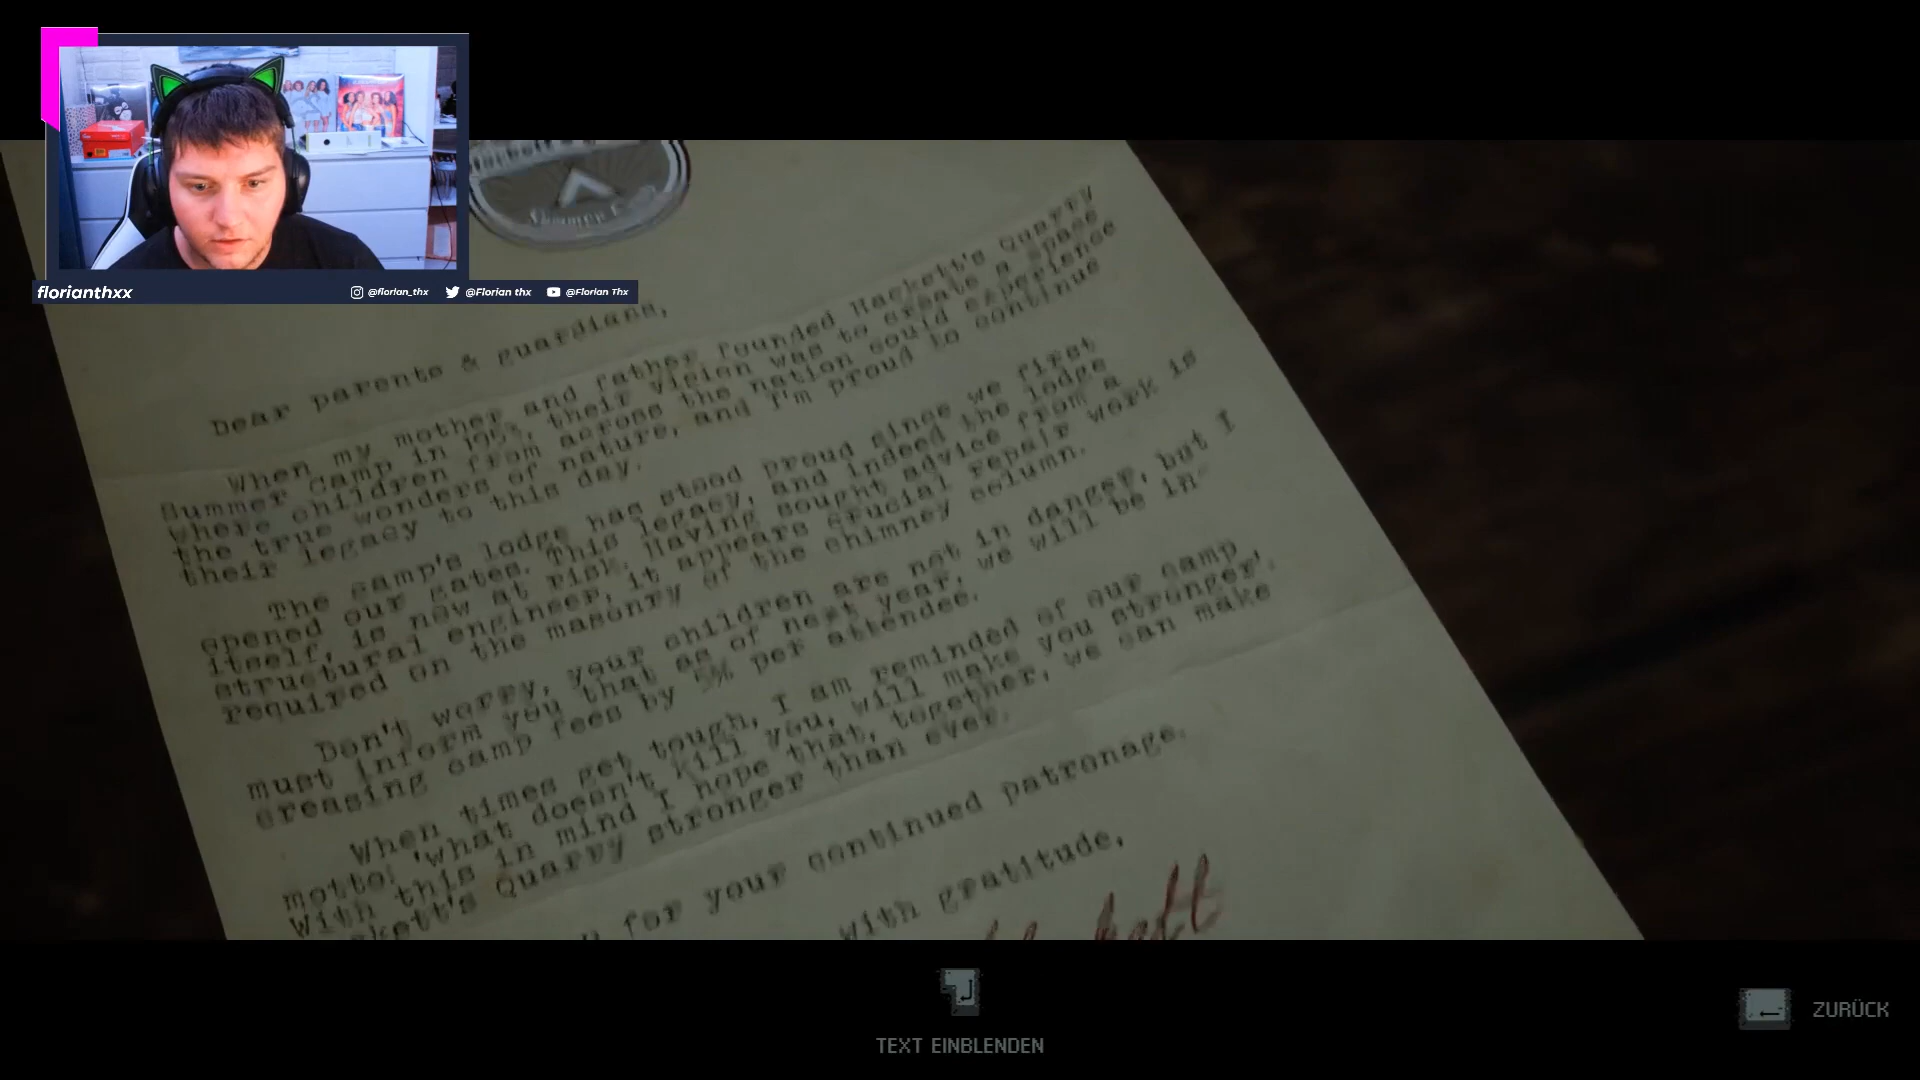 florianthxx
@florian_thx
@Florian thx
@Florian Thx
Dear parents & guardians,
When my mother and father founded Hackett's Quarry
Summer Camp in their vision was to create a space
where children from across the nation could experience
the true wonders of nature, and I'm proud to continue
their legacy to this day.
The camp's lodge has stood proud since we first
opened our gates. This legacy, and indeed the lodge
itself, is now at risk. Having sought advice from a
structural engineer, it appears crucial repair work is
required on the masonry of the chimney column.
Don't worry, your children are not in danger, but I
must inform you that as of next year, we will be in-
creasing camp fees by 5% per attendee.
When times get tough, I am reminded of our camp
motto: 'what doesn't kill you, will make you stronger'.
With this in mind I hope that, together, we can make
Quarry stronger than ever.
for your continued patronage.
With gratitude,
TEXT EINBLENDEN
ZURÜCK